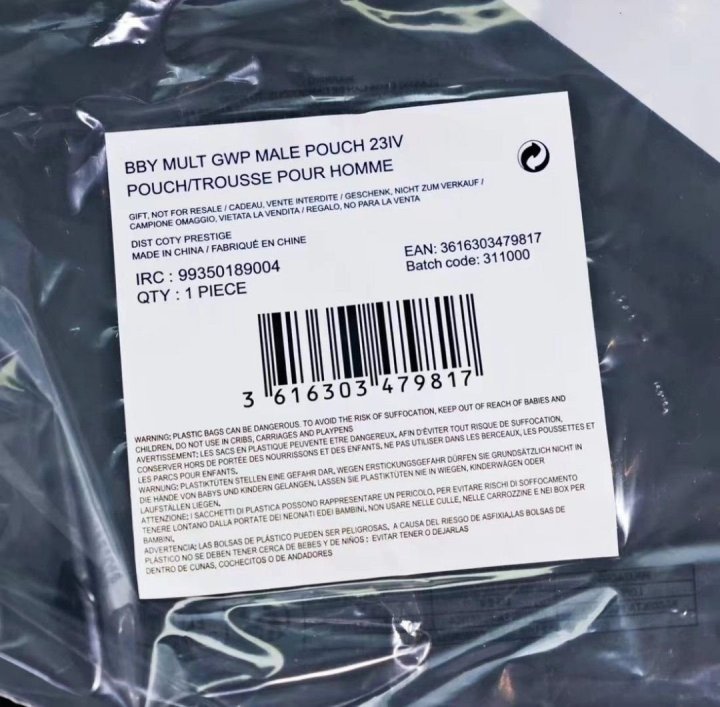 BBY MULT GWP MALE POUCH 23IV
POUCH/TROUSSE POUR HOMME
GIFT, NOT FOR RESALE / CADEAU, VENTE INTERDITE / GESCHENK, NICHT ZUM VERKAUF /
CAMPIONE OMAGGIO, VIETATA LA VENDITA / REGALO, NO PARA LA VENTA
DIST COTY PRESTIGE
MADE IN CHINA / FABRIQUÉ EN CHINE
IRC : 99350189004
QTY : 1 PIECE
EAN: 3616303479817
Batch code: 311000
3 616303 479817
WARNING: PLASTIC BAGS CAN BE DANGEROUS. TO AVOID THE RISK OF SUFFOCATION, KEEP OUT OF REACH OF BABIES AND
CHILDREN, DO NOT USE IN CRIBS, CARRIAGES AND PLAYPENS
AVERTISSEMENT: LES SACS EN PLASTIQUE PEUVENTE ETRE DANGEREUX, AFIN D'ÉVITER TOUT RISQUE DE SUFFOCATION,
CONSERVER HORS DE PORTÉE DES NOURRISSONS ET DES ENFANTS. NE PAS UTILISER DANS LES BERCEAUX, LES POUSSETTES ET
LES PARCS POUR ENFANTS.
WARNUNG: PLASTIKTÜTEN STELLEN EINE GEFAHR DAR. WEGEN ERSTICKUNGSGEFAHR DÜRFEN SIE GRUNDSÄTZLICH NICHT IN
DIE HÄNDE VON BABYS UND KINDERN GELANGEN. LASSEN SIE PLASTIKTÜTEN NIE IN WIEGEN, KINDERWAGEN ODER
LAUFSTÄLLEN LIEGEN.
ATTENZIONE: I SACCHETTI DI PLASTICA POSSONO RAPPRESENTARE UN PERICOLO, PER EVITARE RISCHI DI SOFFOCAMENTO
TENERE LONTANO DALLA PORTATE DEI NEONATI EDEI BAMBINI, NON USARE NELLE CULLE, NELLE CARROZZINE E NEI BOX PER
BAMBINI,
ADVERTENCIA; LAS BOLSAS DE PLÁSTICO PUEDEN SER PELIGROSAS, A CAUSA DEL RIESGO DE ASFIXIA,LAS BOLSAS DE
PLÁSTICO NO SE DEBEN TENER CERCA DE BEBES Y DE NIÑOS ; EVITAR TENER O DEJARLAS
DENTRO DE CUNAS, COCHECITOS O DE ANDADORES